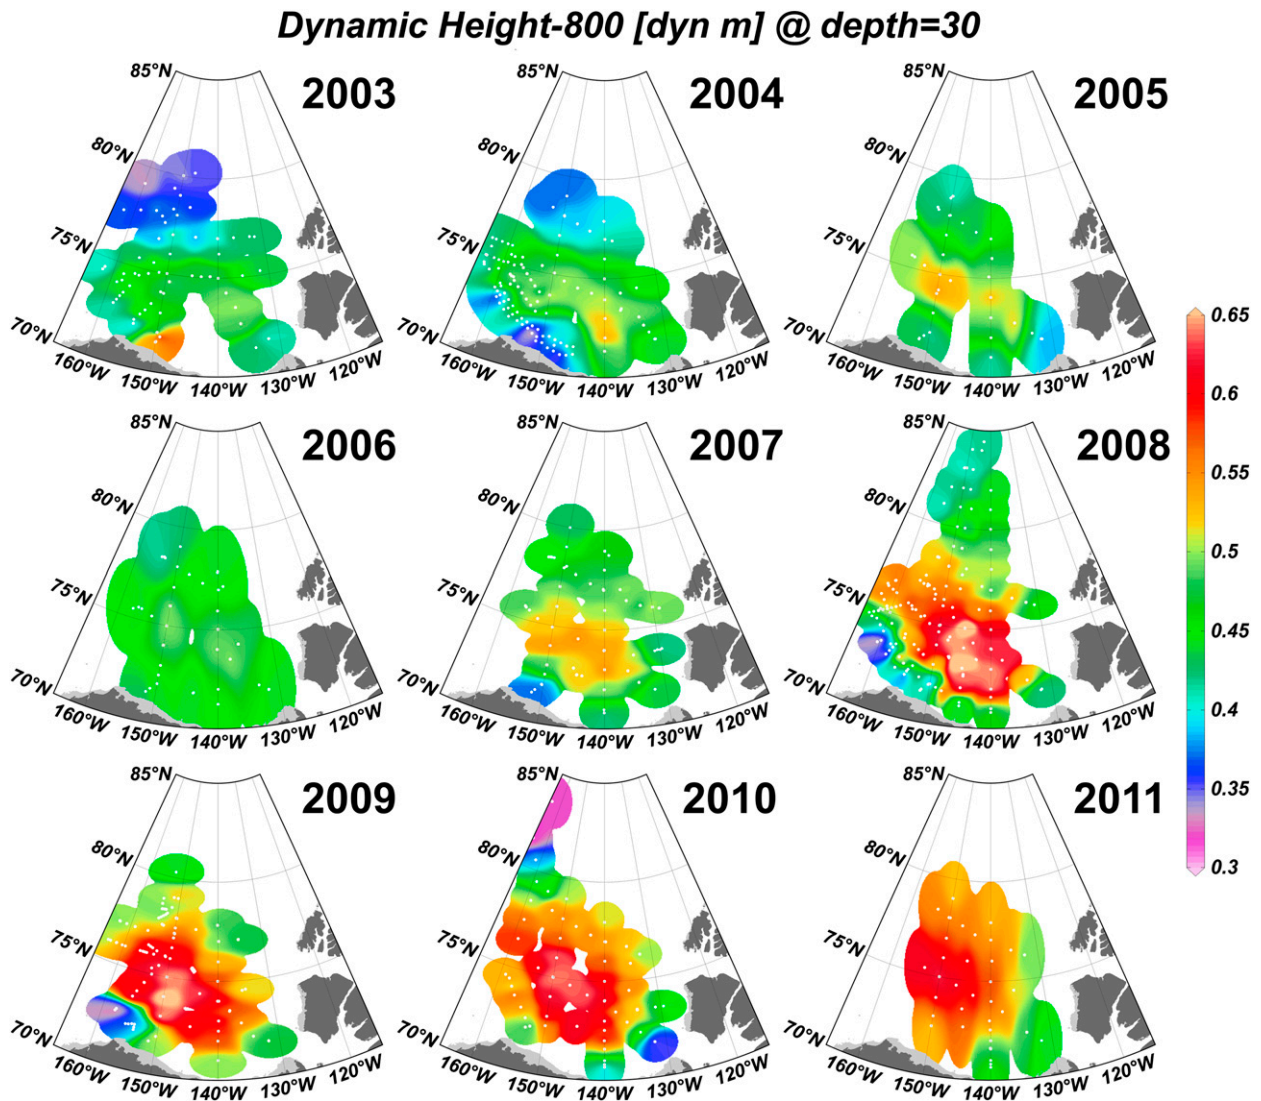 Dynamic Height-800 [dyn m] @ depth=30
2003
85°N
80°N
75°N
70°N
160°W
150°W
140°W
130°W
120°W
2004
85°N
80°N
75°N
70°N
160°W
150°W
140°W
130°W
120°W
2005
85°N
80°N
75°N
70°N
160°W
150°W
140°W
130°W
120°W
2006
85°N
80°N
75°N
70°N
160°W
150°W
140°W
130°W
120°W
2007
85°N
80°N
75°N
70°N
160°W
150°W
140°W
130°W
120°W
2008
85°N
80°N
75°N
70°N
160°W
150°W
140°W
130°W
120°W
2009
85°N
80°N
75°N
70°N
160°W
150°W
140°W
130°W
120°W
2010
85°N
80°N
75°N
70°N
160°W
150°W
140°W
130°W
120°W
2011
85°N
80°N
75°N
70°N
160°W
150°W
140°W
130°W
120°W
0.65
0.6
0.55
0.5
0.45
0.4
0.35
0.3